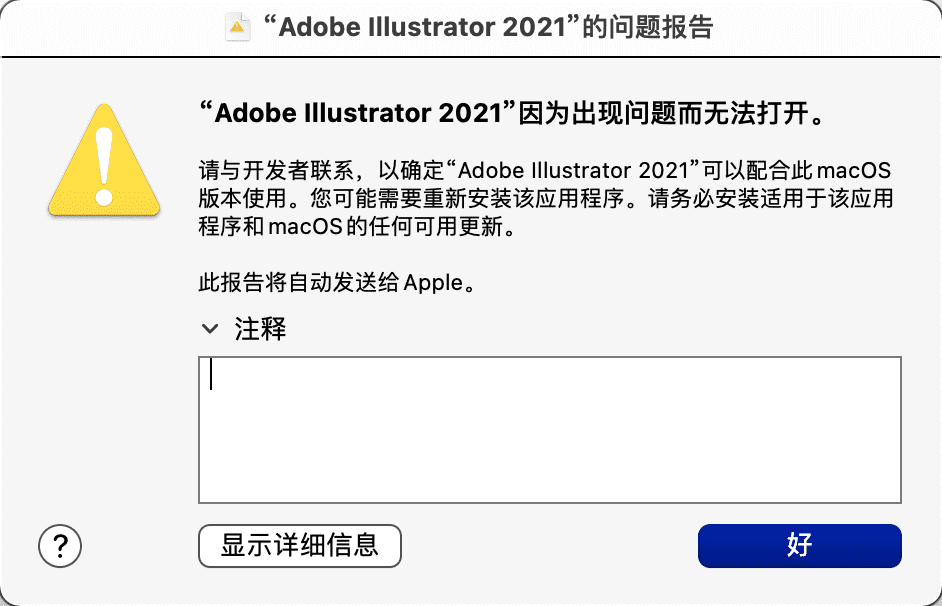 “Adobe Illustrator 2021”的问题报告
“Adobe Illustrator 2021”因为出现问题而无法打开。
请与开发者联系，以确定“Adobe Illustrator 2021”可以配合此macOS
版本使用。您可能需要重新安装该应用程序。请务必安装适用于该应用
程序和macOS的任何可用更新。
此报告将自动发送给Apple。
注释
?
显示详细信息
好